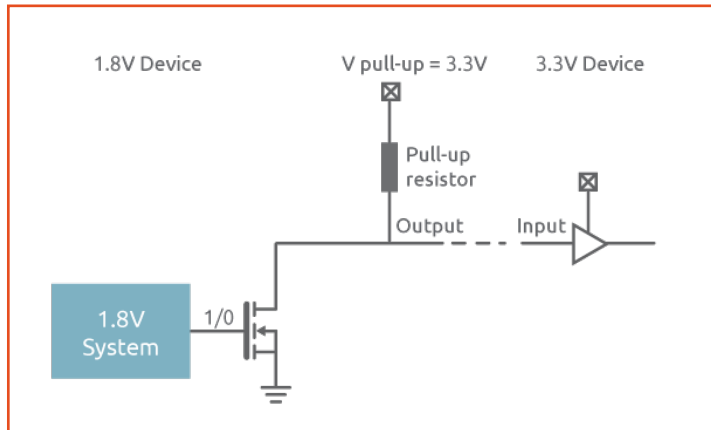 1.8V Device
V pull-up = 3.3V
3.3V Device
Pull-up
resistor
Output
Input
1.8V
System
1/0